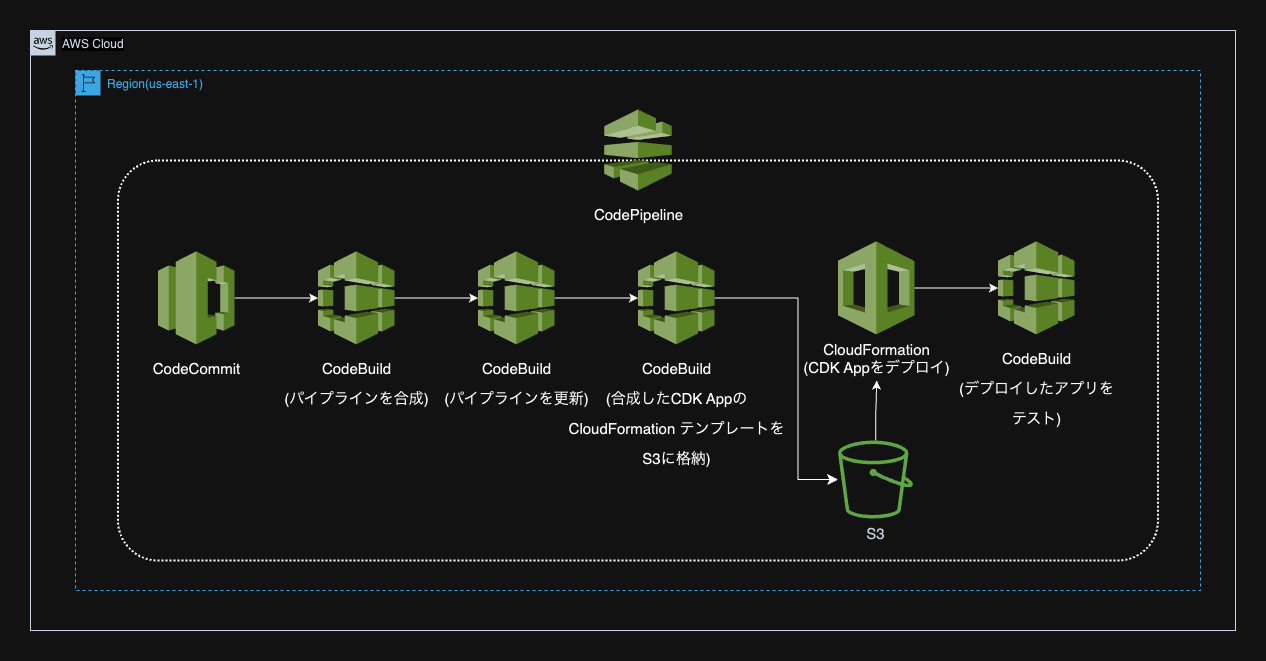 aws
AWS Cloud
Region(us-east-1)
CodePipeline
CodeCommit
CodeBuild
(パイプラインを合成)
CodeBuild
(パイプラインを更新)
CodeBuild
(合成したCDK Appの
CloudFormation テンプレートを
S3に格納)
CloudFormation
(CDK Appをデプロイ)
CodeBuild
(デプロイしたアプリを
テスト)
S3